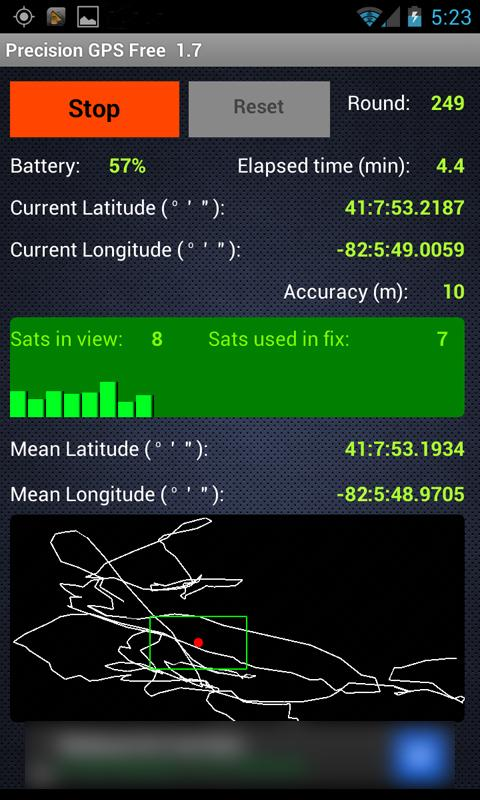 5:23
Precision GPS Free 1.7
Stop Reset Round: 249
Battery: 57% Elapsed time (min): 4.4
Current Latitude ( ° ' " ): 41:7:53.2187
Current Longitude ( ° ' " ): -82:5:49.0059
Accuracy (m): 10
Sats in view: 8 Sats used in fix: 7
Mean Latitude ( ° ' " ): 41:7:53.1934
Mean Longitude ( ° ' " ): -82:5:48.9705